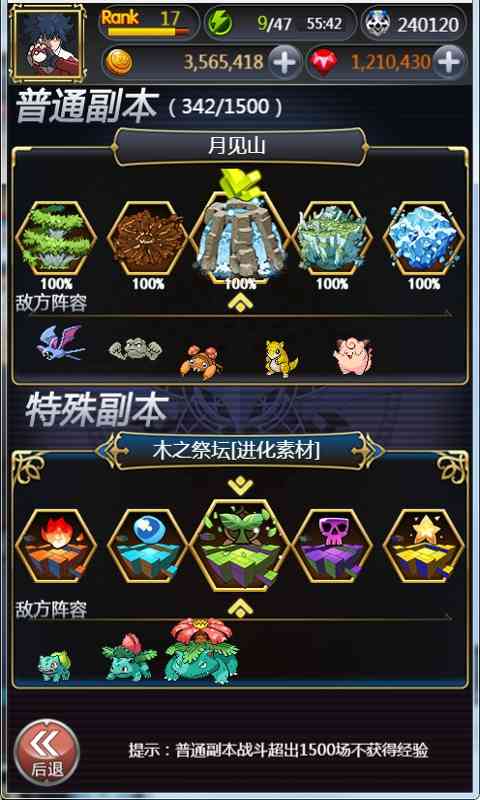 Rank 17
9/47 55:42
240120
3,565,418
1,210,430
普通副本（342/1500）
月见山
100% 100% 100% 100% 100%
敌方阵容
特殊副本
木之祭坛[进化素材]
敌方阵容
后退
提示：普通副本战斗超出1500场不获得经验